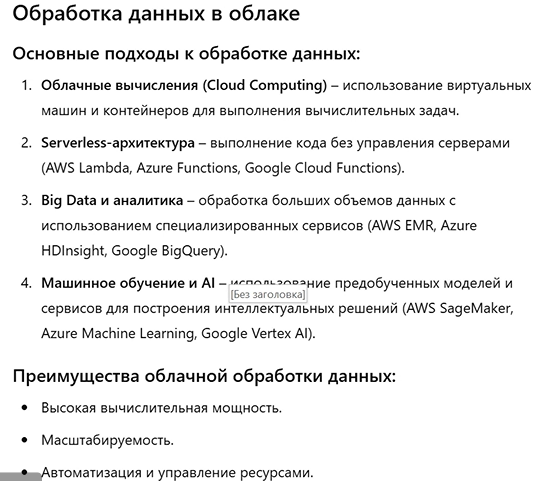 Обработка данных в облаке
Основные подходы к обработке данных:
1. Облачные вычисления (Cloud Computing) – использование виртуальных
машин и контейнеров для выполнения вычислительных задач.
2. Serverless-архитектура – выполнение кода без управления серверами
(AWS Lambda, Azure Functions, Google Cloud Functions).
3. Big Data и аналитика – обработка больших объемов данных с
использованием специализированных сервисов (AWS EMR, Azure
HDInsight, Google BigQuery).
4. Машинное обучение и AI – использование предобученных моделей и
[Без заголовка]
сервисов для построения интеллектуальных решений (AWS SageMaker,
Azure Machine Learning, Google Vertex AI).
Преимущества облачной обработки данных:
• Высокая вычислительная мощность.
• Масштабируемость.
• Автоматизация и управление ресурсами.